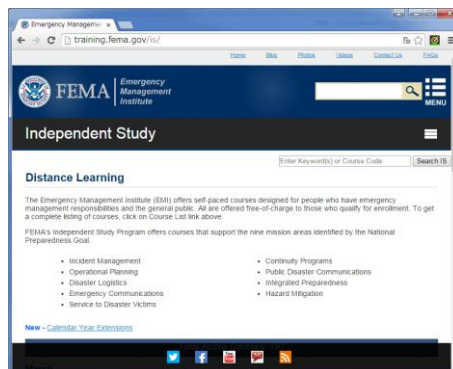 Emergency Managemen
training.fema.gov/is/
Home Blog Photos Videos Contact Us FAQs
FEMA
Emergency
Management
Institute
MENU
Independent Study
Enter Keyword(s) or Course Code Search IS
Distance Learning
The Emergency Management Institute (EMI) offers self-paced courses designed for people who have emergency
management responsibilities and the general public. All are offered free-of-charge to those who qualify for enrollment. To get
a complete listing of courses, click on Course List link above.
FEMA's Independent Study Program offers courses that support the nine mission areas identified by the National
Preparedness Goal.
• Incident Management
• Operational Planning
• Disaster Logistics
• Emergency Communications
• Service to Disaster Victims
• Continuity Programs
• Public Disaster Communications
• Integrated Preparedness
• Hazard Mitigation
New - Calendar Year Extensions